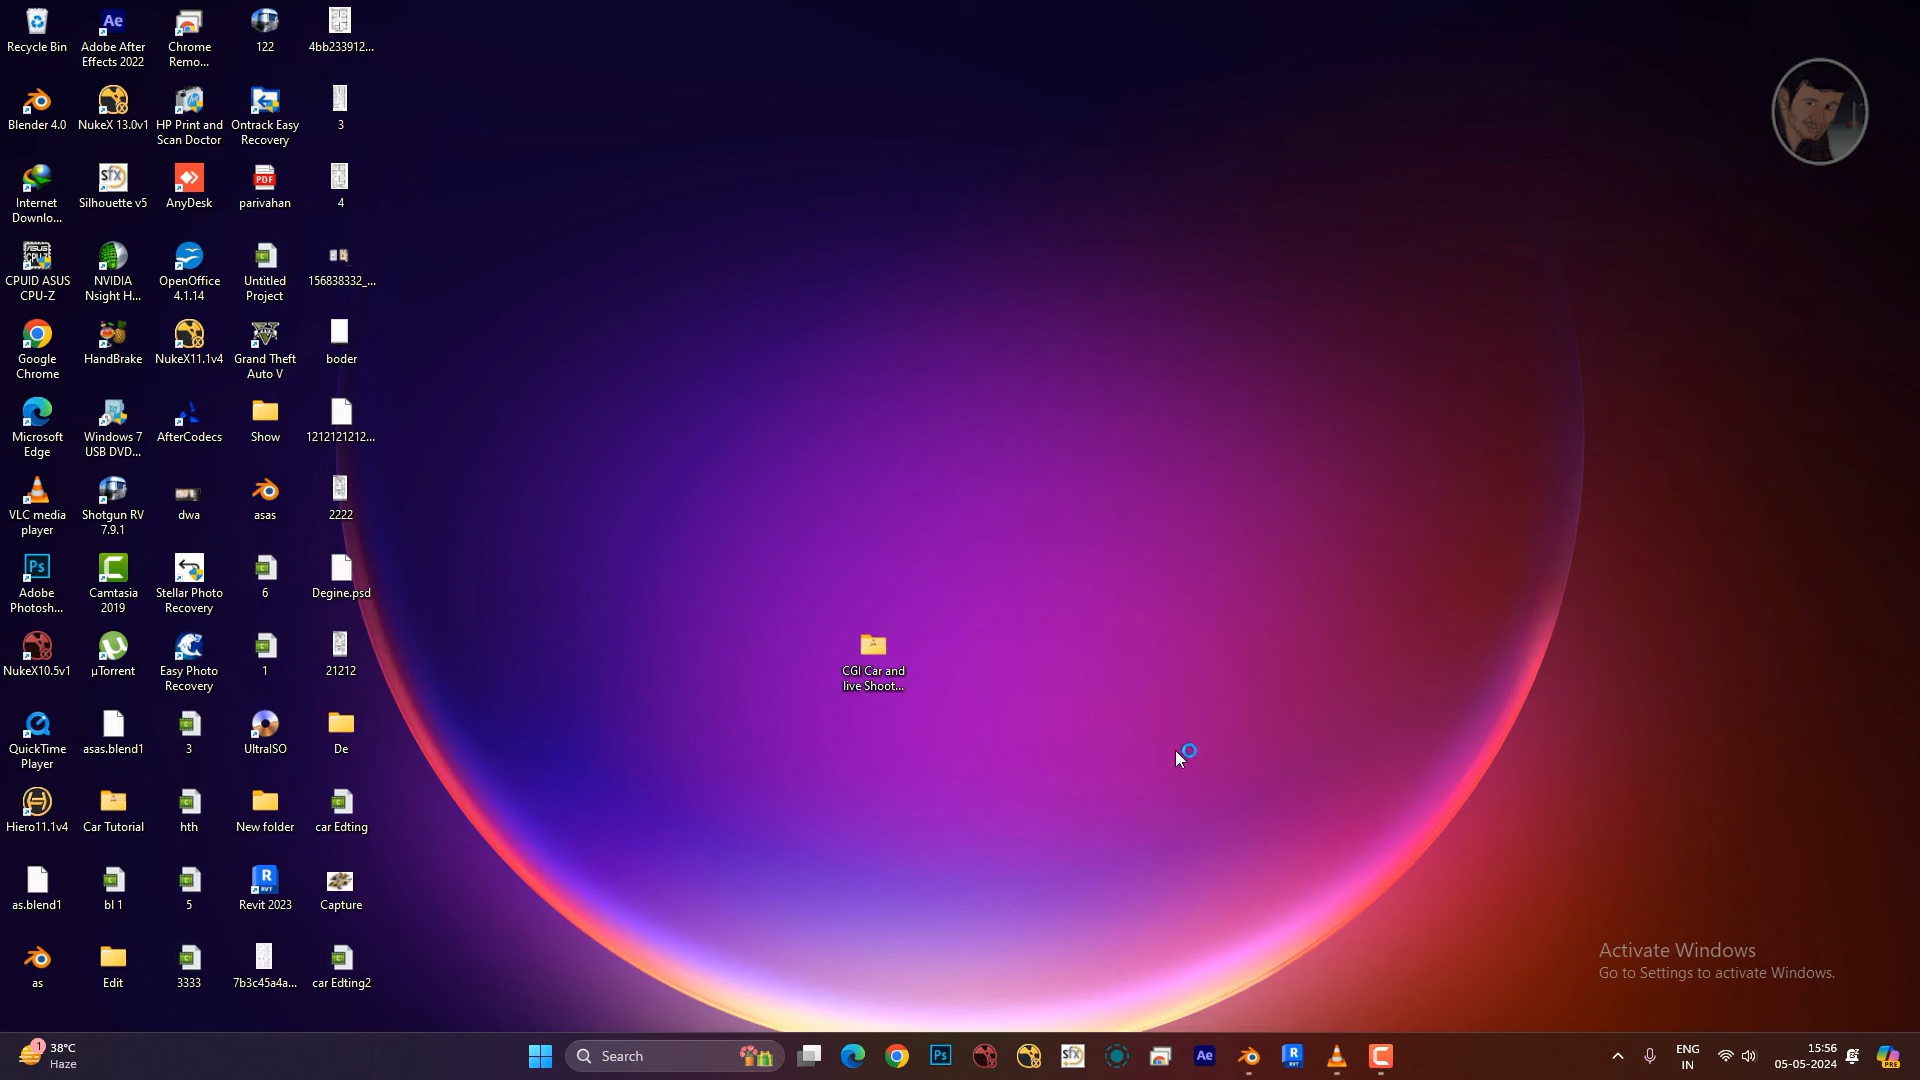 Recycle Bin
Adobe After
Effects 2022
Chrome
Remo...
122
4bb233912...
Blender 4.0
NukeX 13.0v1
HP Print and
Scan Doctor
Ontrack Easy
Recovery
3
Internet
Downlo...
Silhouette v5
AnyDesk
parivahan
4
CPUID ASUS
CPU-Z
NVIDIA
Nsight H...
OpenOffice
4.1.14
Untitled
Project
156838332_...
Google
Chrome
HandBrake
NukeX11.1v4
Grand Theft
Auto V
boder
Microsoft
Edge
Windows 7
USB DVD...
AfterCodecs
Show
1212121212...
VLC media
player
Shotgun RV
7.9.1
dwa
asas
2222
Adobe
Photosh...
Camtasia
2019
Stellar Photo
Recovery
6
Degine.psd
NukeX10.5v1
µTorrent
Easy Photo
Recovery
1
21212
CGI Car and
live Shoot...
QuickTime
Player
asas.blend1
3
UltraISO
De
Hiero11.1v4
Car Tutorial
hth
New folder
car Edting
as.blend1
bl 1
5
Revit 2023
Capture
as
Edit
3333
7b3c45a4a...
car Edting2
Activate Windows
Go to Settings to activate Windows.
38°C
Haze
Search
ENG
IN
15:56
05-05-2024